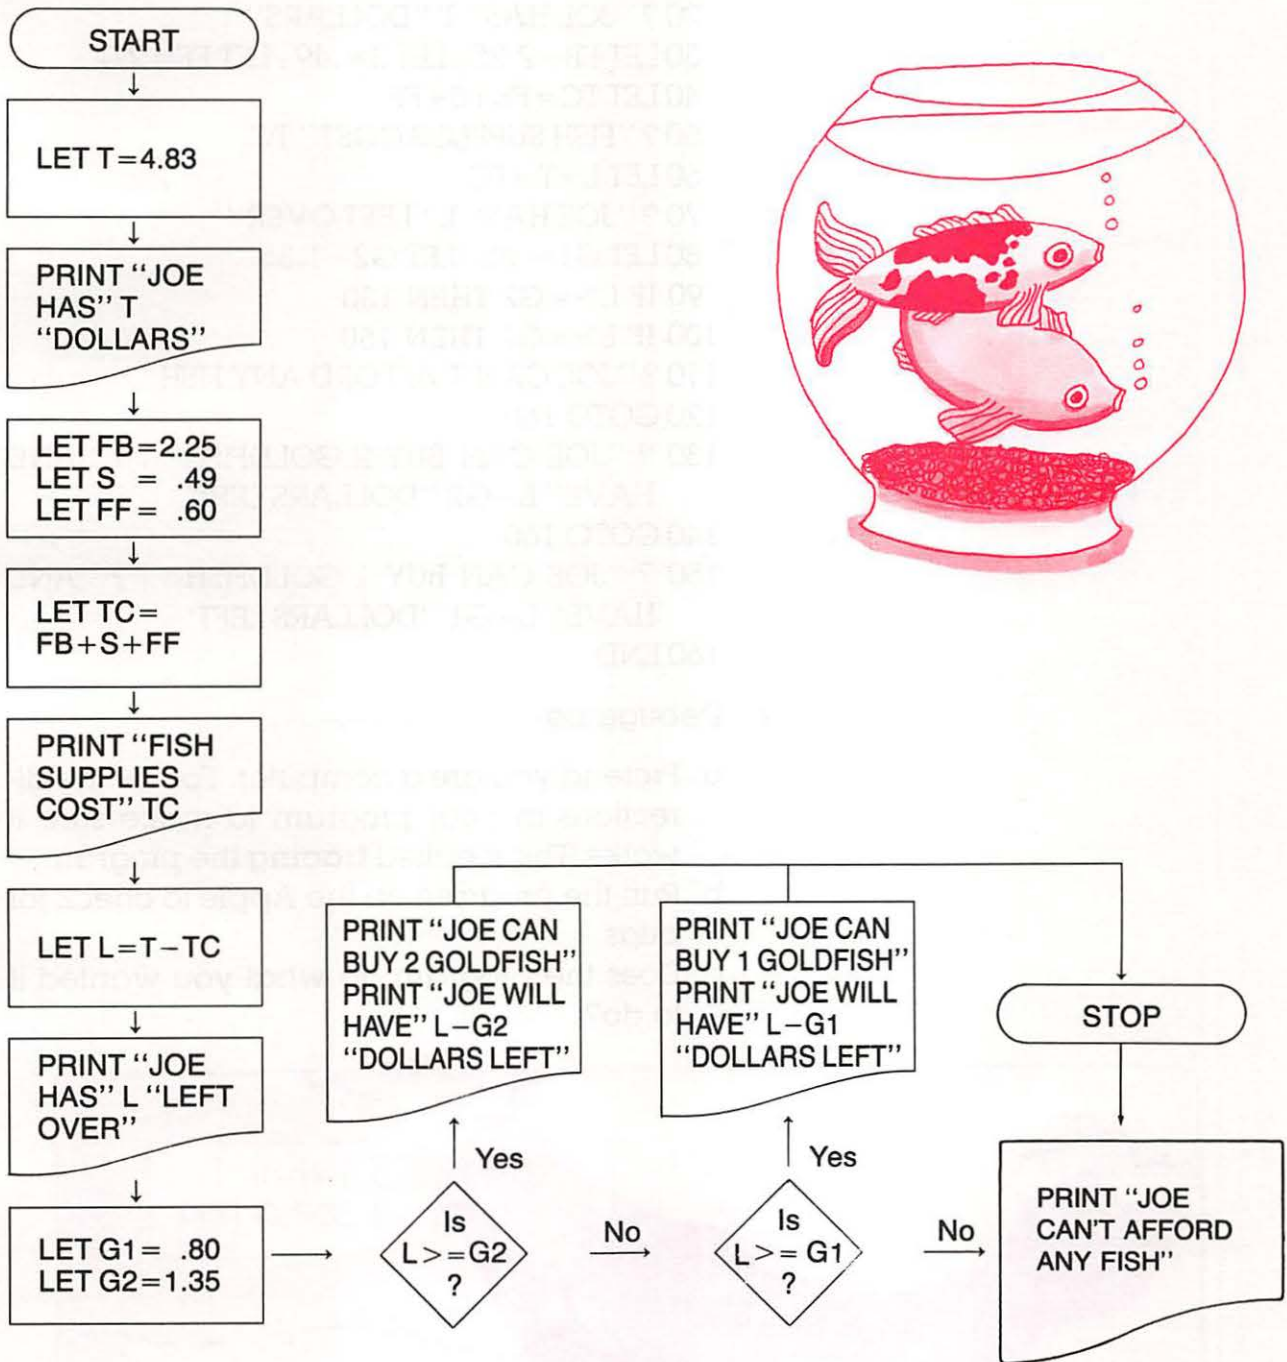 START
LET T=4.83
PRINT “JOE
HAS” T
“DOLLARS”
LET FB=2.25
LET S = .49
LET FF= .60
LET TC=
FB+S+FF
PRINT “FISH
SUPPLIES
COST” TC
LET L=T−TC
PRINT “JOE
HAS” L “LEFT
OVER”
LET G1= .80
LET G2=1.35
PRINT “JOE CAN
BUY 2 GOLDFISH”
PRINT “JOE WILL
HAVE” L−G2
“DOLLARS LEFT”
Yes
Is
L>=G2
?
No
PRINT “JOE CAN
BUY 1 GOLDFISH”
PRINT “JOE WILL
HAVE” L−G1
“DOLLARS LEFT”
Yes
Is
L>= G1
?
No
STOP
PRINT “JOE
CAN'T AFFORD
ANY FISH”